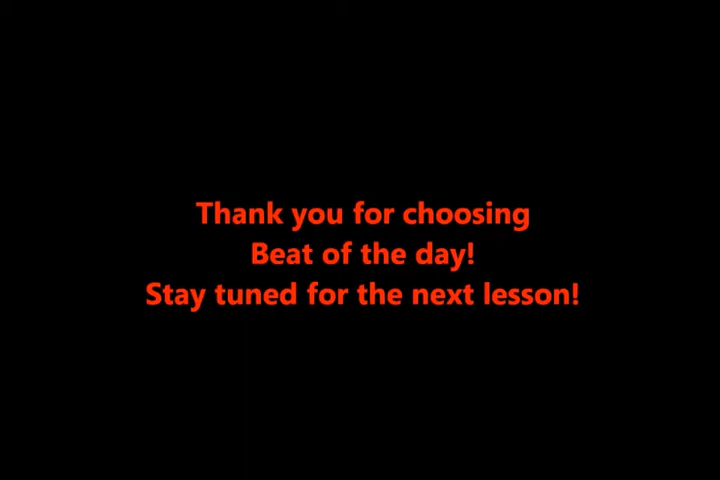 Thank you for choosing
Beat of the day!
Stay tuned for the next lesson!